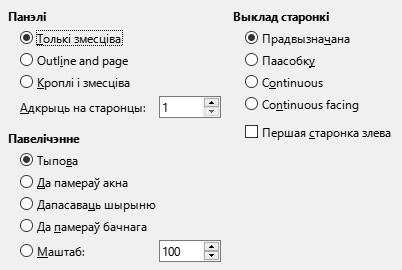 Панэлі
Толькі змесціва
Outline and page
Кроплі і змесціва
Адкрыць на старонцы: 1
Павелічэнне
Тыпова
Да памераў акна
Дапасаваць шырыню
Да памераў бачнага
Маштаб: 100
Выклад старонкі
Прадвызначана
Паасобку
Continuous
Continuous facing
Першая старонка злева